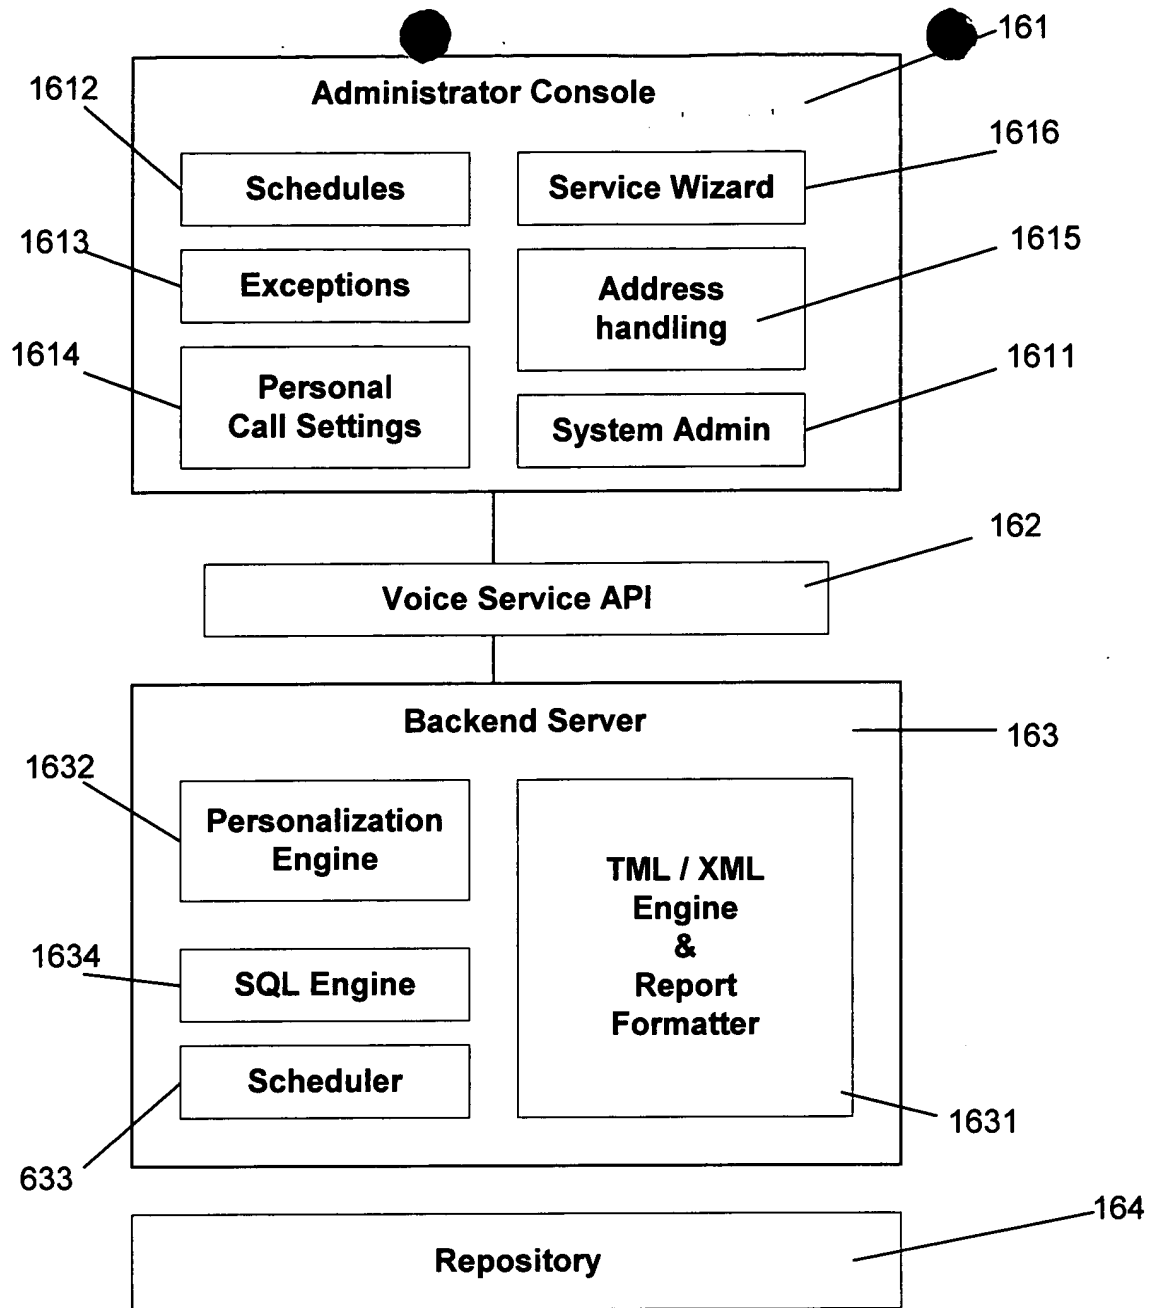 161
Administrator Console
1612
1616
Schedules
Service Wizard
1613
1615
Exceptions
Address
handling
1614
1611
Personal
Call Settings
System Admin
162
Voice Service API
Backend Server
163
1632
Personalization
Engine
TML / XML
Engine
&
Report
Formatter
1634
SQL Engine
Scheduler
1631
633
164
Repository